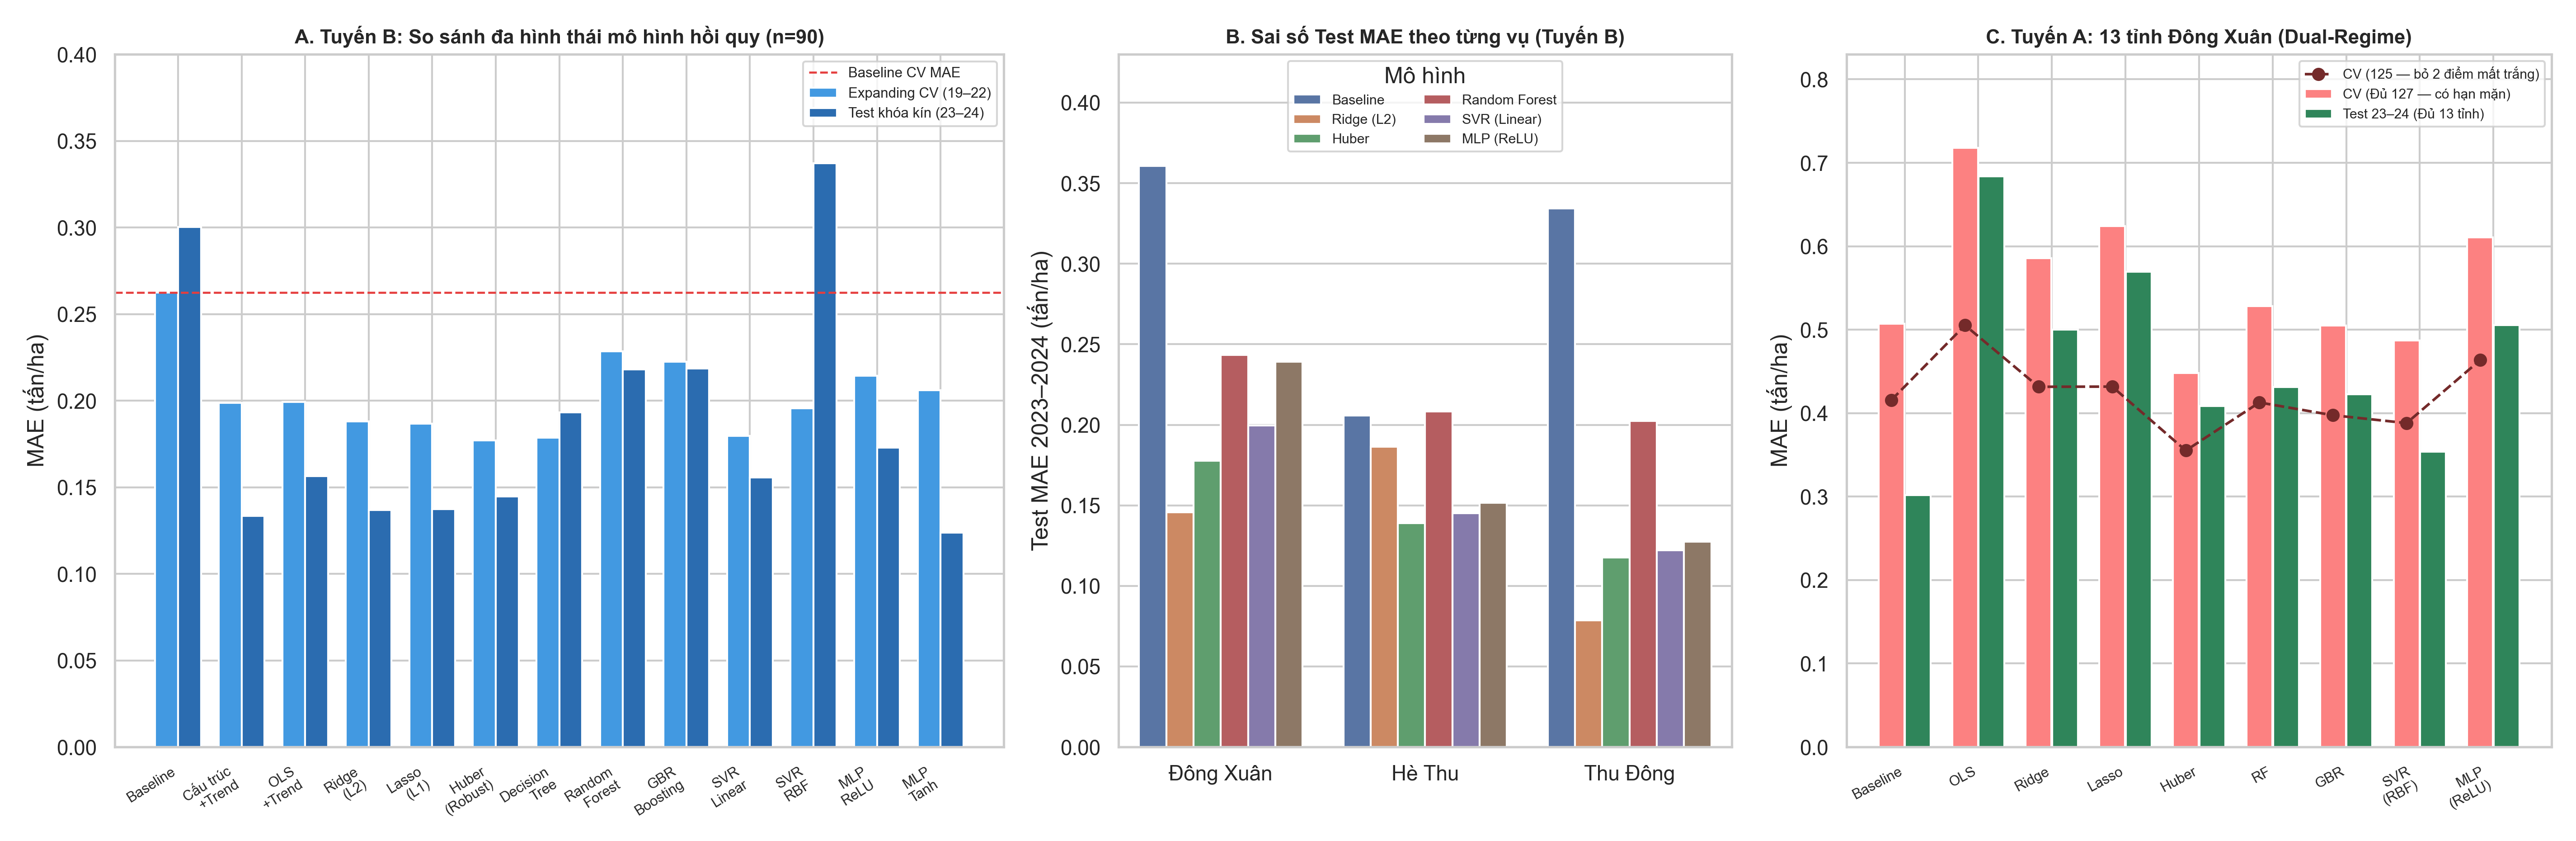 A. Tuyến B: So sánh đa hình thái mô hình hồi quy (n=90)
MAE (tấn/ha)
0.40
0.35
0.30
0.25
0.20
0.15
0.10
0.05
0.00
Baseline CV MAE
Expanding CV (19–22)
Test khóa kín (23–24)
Baseline
Cấu trúc
+Trend
OLS
+Trend
Ridge
(L2)
Lasso
(L1)
Huber
(Robust)
Decision
Tree
Random
Forest
GBR
Boosting
SVR
Linear
SVR
RBF
MLP
ReLU
MLP
Tanh
B. Sai số Test MAE theo từng vụ (Tuyến B)
Test MAE 2023–2024 (tấn/ha)
0.40
0.35
0.30
0.25
0.20
0.15
0.10
0.05
0.00
Mô hình
Baseline
Ridge (L2)
Huber
Random Forest
SVR (Linear)
MLP (ReLU)
Đông Xuân
Hè Thu
Thu Đông
C. Tuyến A: 13 tỉnh Đông Xuân (Dual-Regime)
MAE (tấn/ha)
0.8
0.7
0.6
0.5
0.4
0.3
0.2
0.1
0.0
CV (125 — bỏ 2 điểm mất trắng)
CV (Đủ 127 — có hạn mặn)
Test 23–24 (Đủ 13 tỉnh)
Baseline
OLS
Ridge
Lasso
Huber
RF
GBR
SVR
(RBF)
MLP
(ReLU)